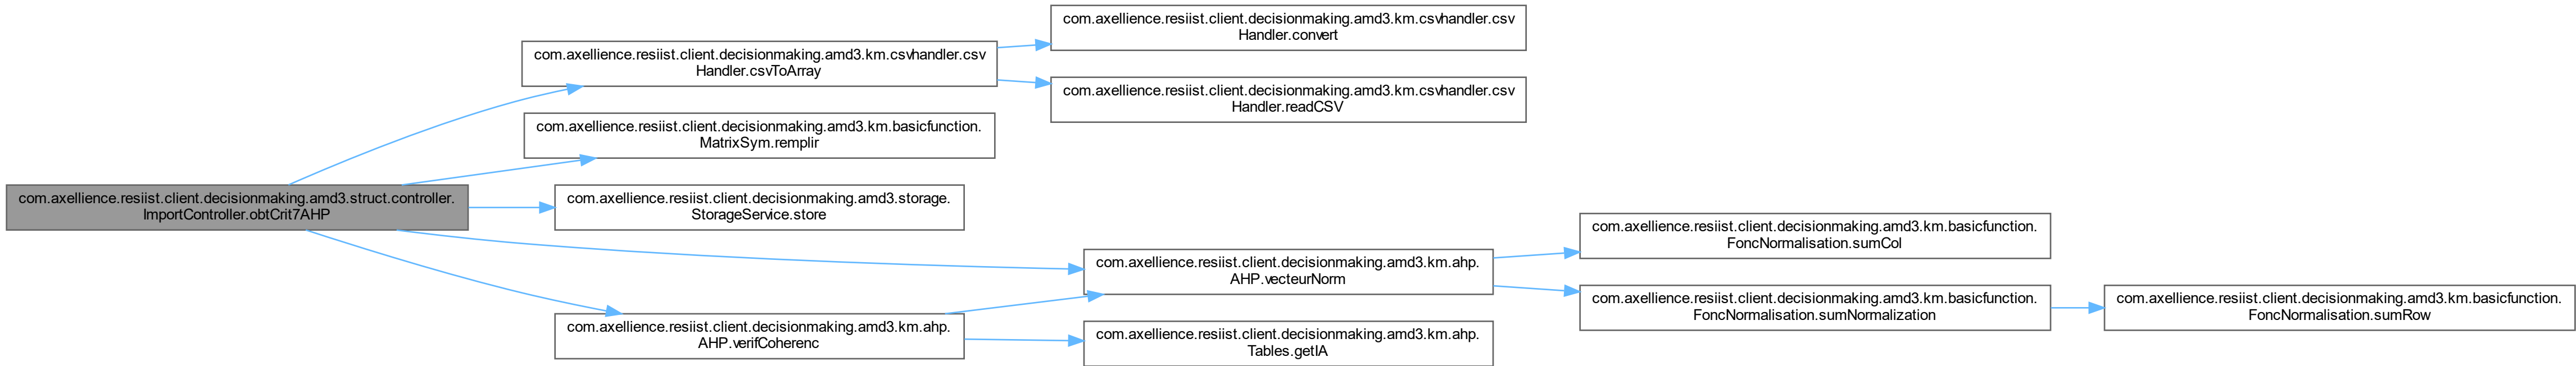 com.axellience.resiist.client.decisionmaking.amd3.struct.controller.
ImportController.obtCrit7AHP
com.axellience.resiist.client.decisionmaking.amd3.km.csvhandler.csv
Handler.csvToArray
com.axellience.resiist.client.decisionmaking.amd3.km.csvhandler.csv
Handler.convert
com.axellience.resiist.client.decisionmaking.amd3.km.csvhandler.csv
Handler.readCSV
com.axellience.resiist.client.decisionmaking.amd3.km.basicfunction.
MatrixSym.remplir
com.axellience.resiist.client.decisionmaking.amd3.storage.
StorageService.store
com.axellience.resiist.client.decisionmaking.amd3.km.ahp.
AHP.vecteurNorm
com.axellience.resiist.client.decisionmaking.amd3.km.basicfunction.
FoncNormalisation.sumCol
com.axellience.resiist.client.decisionmaking.amd3.km.basicfunction.
FoncNormalisation.sumNormalization
com.axellience.resiist.client.decisionmaking.amd3.km.basicfunction.
FoncNormalisation.sumRow
com.axellience.resiist.client.decisionmaking.amd3.km.ahp.
AHP.verifCoherenc
com.axellience.resiist.client.decisionmaking.amd3.km.ahp.
Tables.getIA